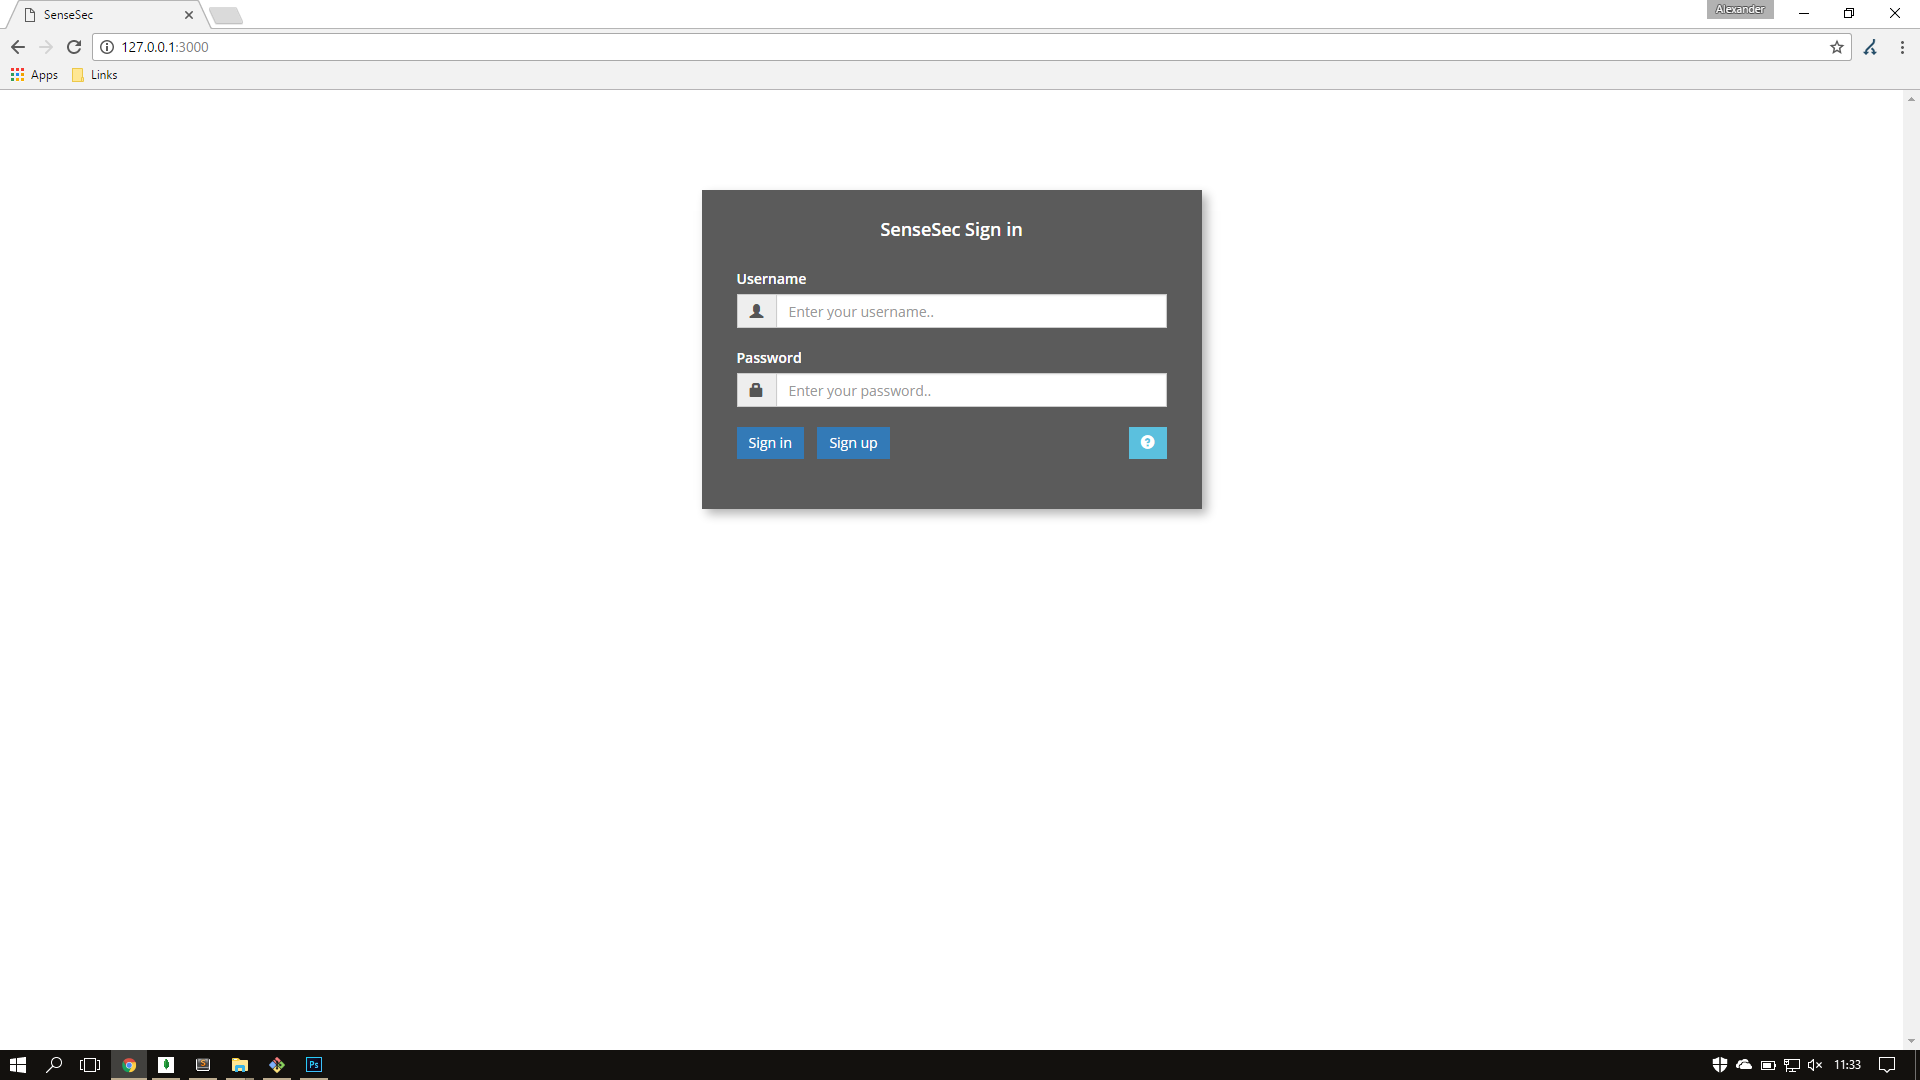 SenseSec
Alexander
127.0.0.1:3000
Apps
Links
SenseSec Sign in
Username
Enter your username..
Password
Enter your password..
Sign in
Sign up
?
Ps
11:33